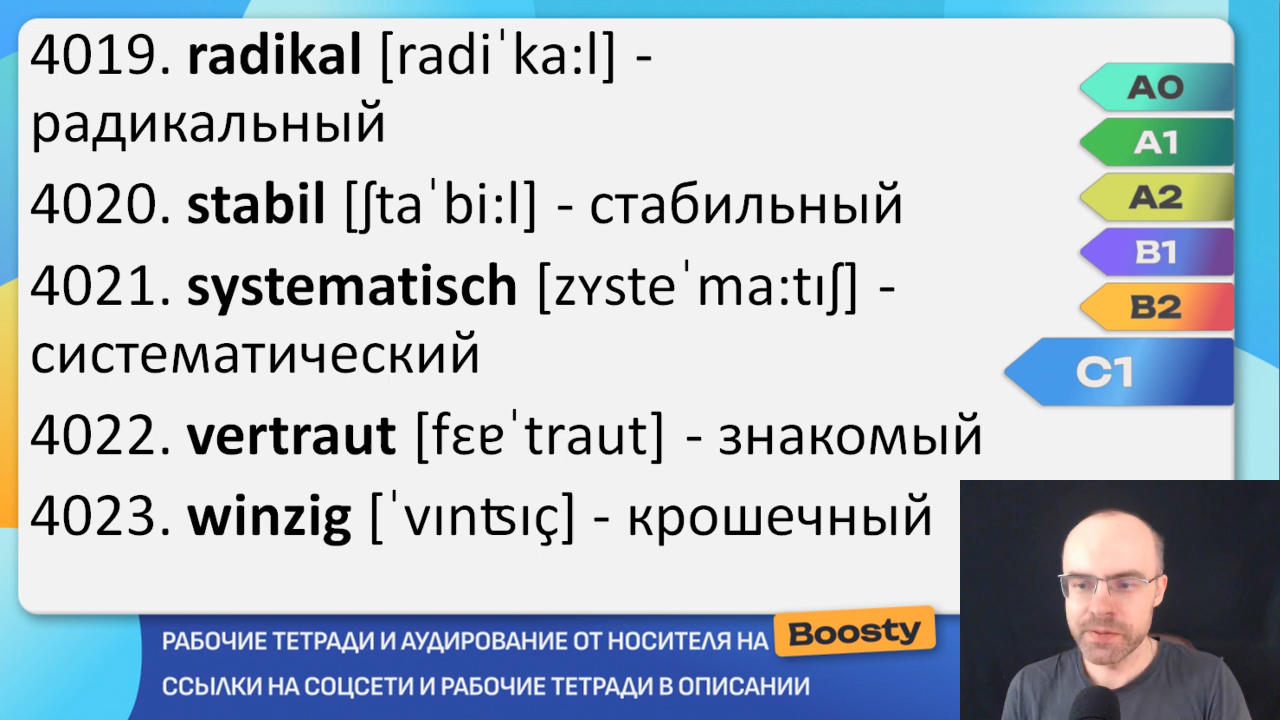 4019. radikal [radiˈka:l] -
радикальный
4020. stabil [ʃtaˈbi:l] - стабильный
4021. systematisch [zʏsteˈma:tɪʃ] -
систематический
4022. vertraut [fɛɐˈtraut] - знакомый
4023. winzig [ˈvɪnʦɪç] - крошечный
A0
A1
A2
B1
B2
C1
РАБОЧИЕ ТЕТРАДИ И АУДИРОВАНИЕ ОТ НОСИТЕЛЯ НА Boosty
ССЫЛКИ НА СОЦСЕТИ И РАБОЧИЕ ТЕТРАДИ В ОПИСАНИИ